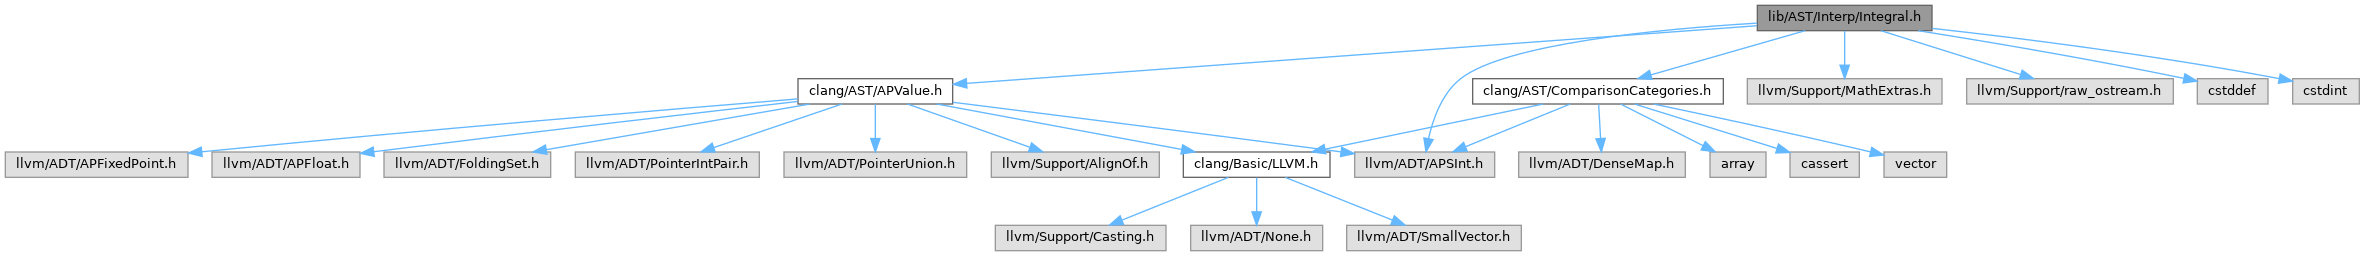 lib/AST/Interp/Integral.h
clang/AST/APValue.h
clang/AST/ComparisonCategories.h
llvm/Support/MathExtras.h
llvm/Support/raw_ostream.h
cstddef
cstdint
llvm/ADT/APFixedPoint.h
llvm/ADT/APFloat.h
llvm/ADT/FoldingSet.h
llvm/ADT/PointerIntPair.h
llvm/ADT/PointerUnion.h
llvm/Support/AlignOf.h
clang/Basic/LLVM.h
llvm/ADT/APSInt.h
llvm/ADT/DenseMap.h
array
cassert
vector
llvm/Support/Casting.h
llvm/ADT/None.h
llvm/ADT/SmallVector.h